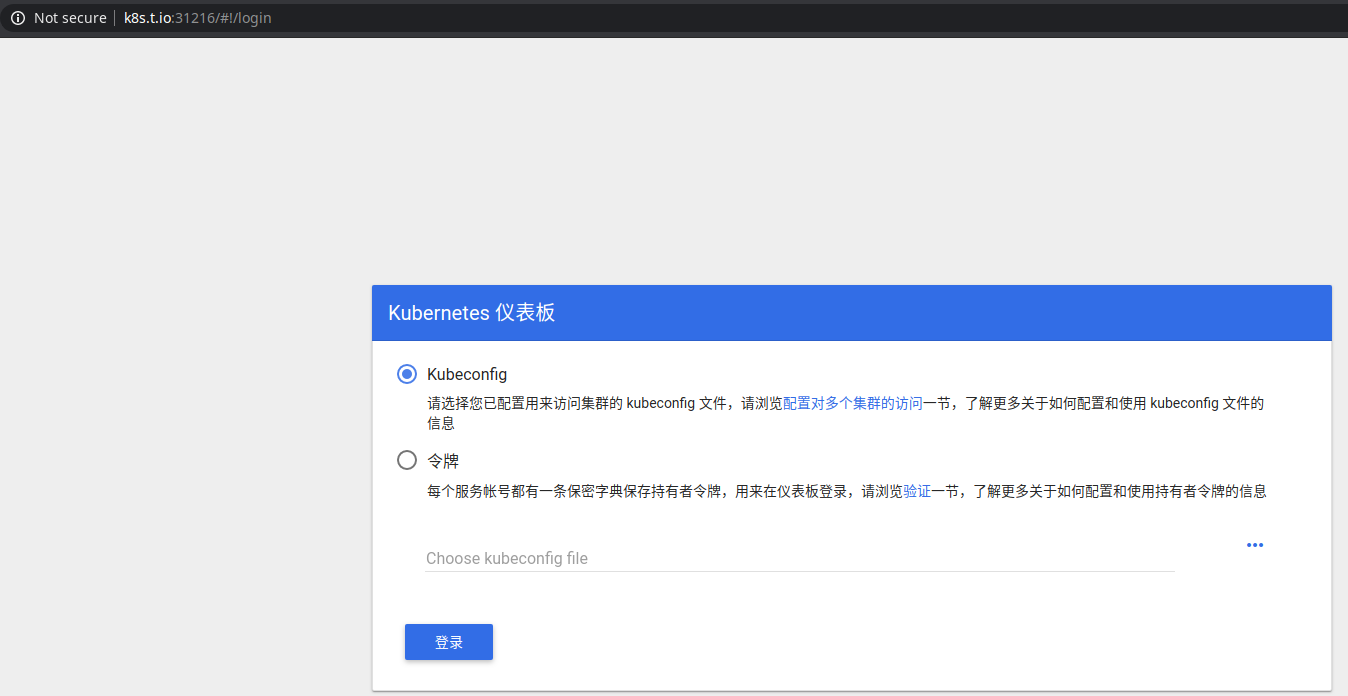 Not secure | k8s.t.io:31216/#!/login
Kubernetes 仪表板
Kubeconfig
请选择您已配置用来访问集群的 kubeconfig 文件，请浏览配置对多个集群的访问一节，了解更多关于如何配置和使用 kubeconfig 文件的
信息
令牌
每个服务帐号都有一条保密字典保存持有者令牌，用来在仪表板登录，请浏览验证一节，了解更多关于如何配置和使用持有者令牌的信息
Choose kubeconfig file
登录